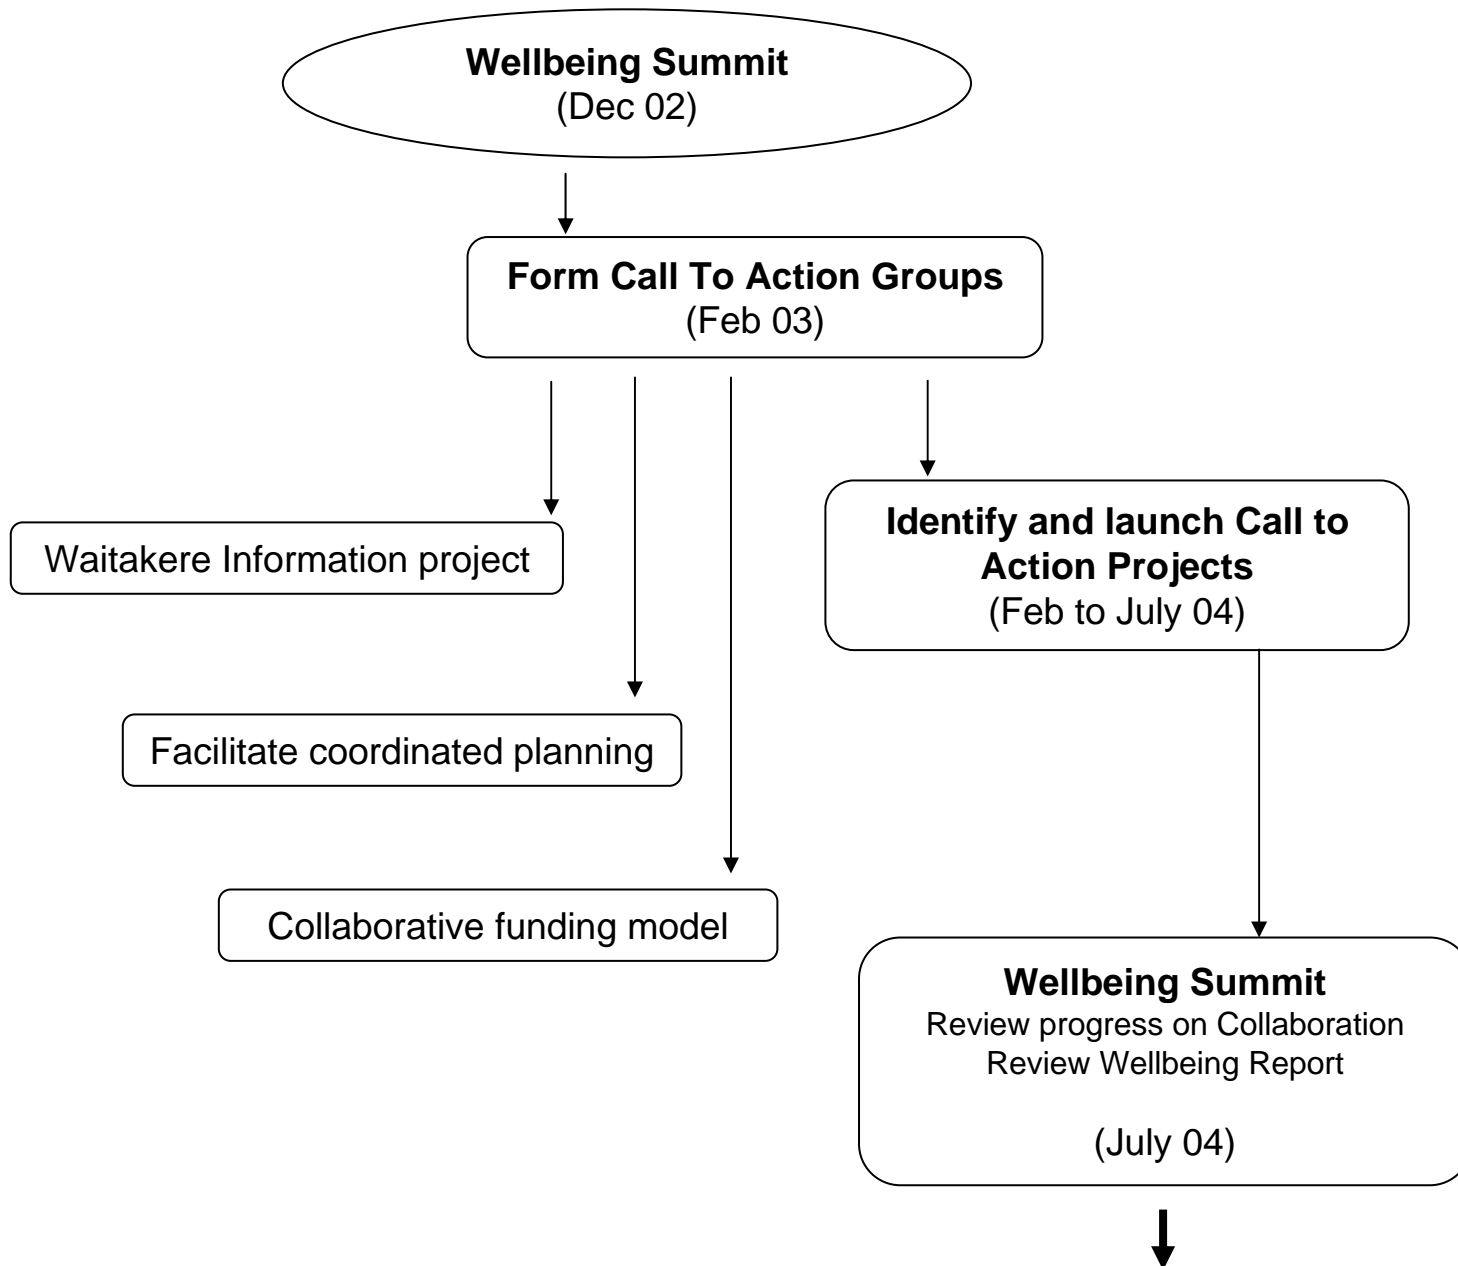 Wellbeing Summit
(Dec 02)
Form Call To Action Groups
(Feb 03)
Identify and launch Call to
Action Projects
(Feb to July 04)
Waitakere Information project
Facilitate coordinated planning
Collaborative funding model
Wellbeing Summit
Review progress on Collaboration
Review Wellbeing Report
(July 04)